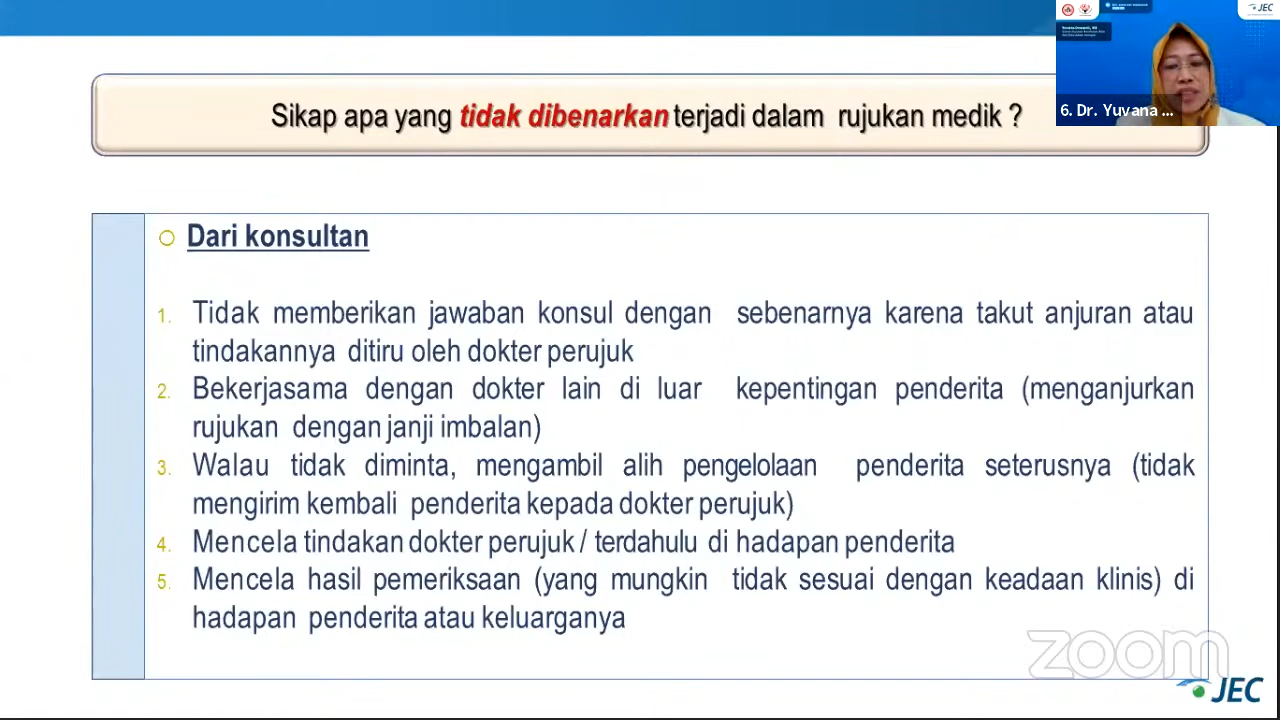 JEC
6. Dr. Yuvana ...
Sikap apa yang tidak dibenarkan terjadi dalam rujukan medik ?
Dari konsultan
1. Tidak memberikan jawaban konsul dengan sebenarnya karena takut anjuran atau
tindakannya ditiru oleh dokter perujuk
2. Bekerjasama dengan dokter lain di luar kepentingan penderita (menganjurkan
rujukan dengan janji imbalan)
3. Walau tidak diminta, mengambil alih pengelolaan penderita seterusnya (tidak
mengirim kembali penderita kepada dokter perujuk)
4. Mencela tindakan dokter perujuk / terdahulu di hadapan penderita
5. Mencela hasil pemeriksaan (yang mungkin tidak sesuai dengan keadaan klinis) di
hadapan penderita atau keluarganya
zoom
JEC